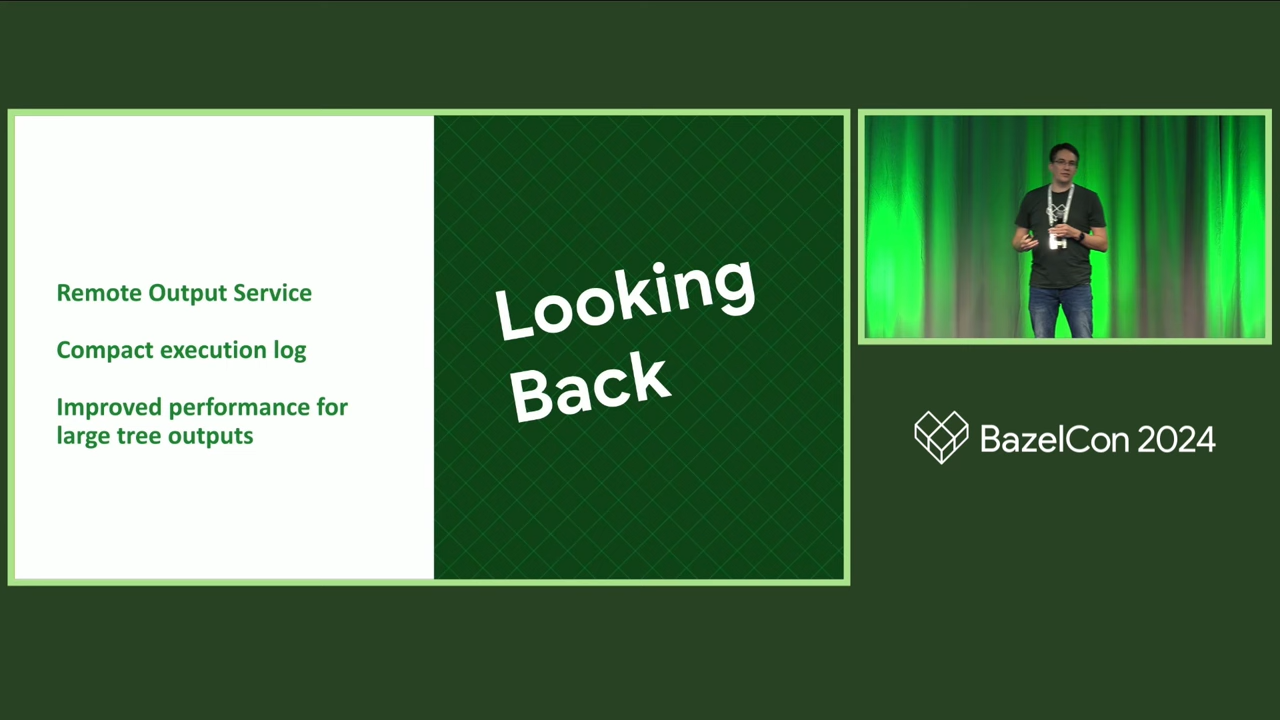 Remote Output Service
Compact execution log
Improved performance for
large tree outputs
Looking
Back
BazelCon 2024